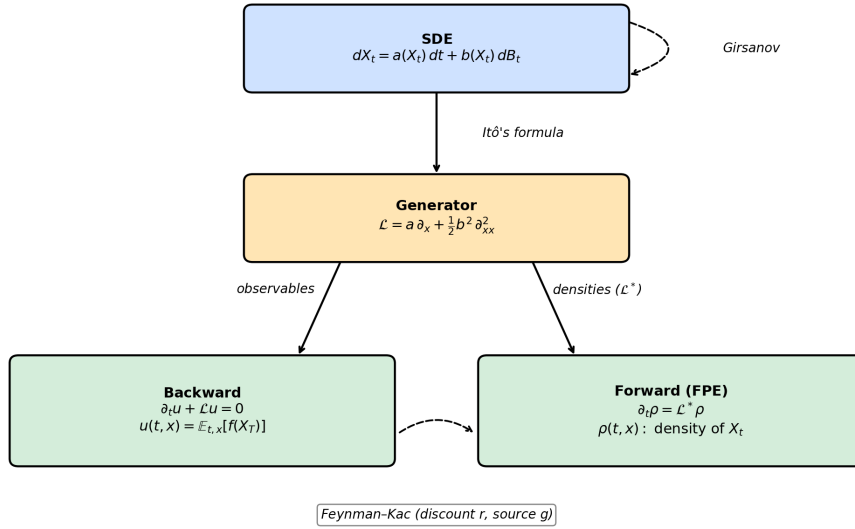 SDE
dX_t = a(X_t) dt + b(X_t) dB_t
Girsanov
Itô's formula
Generator
ℒ = a ∂_x + ½ b² ∂²_xx
observables
densities (ℒ*)
Backward
∂_t u + ℒu = 0
u(t, x) = 𝔼_{t, x}[f(X_T)]
Forward (FPE)
∂_t ρ = ℒ* ρ
ρ(t, x) : density of X_t
Feynman–Kac (discount r, source g)